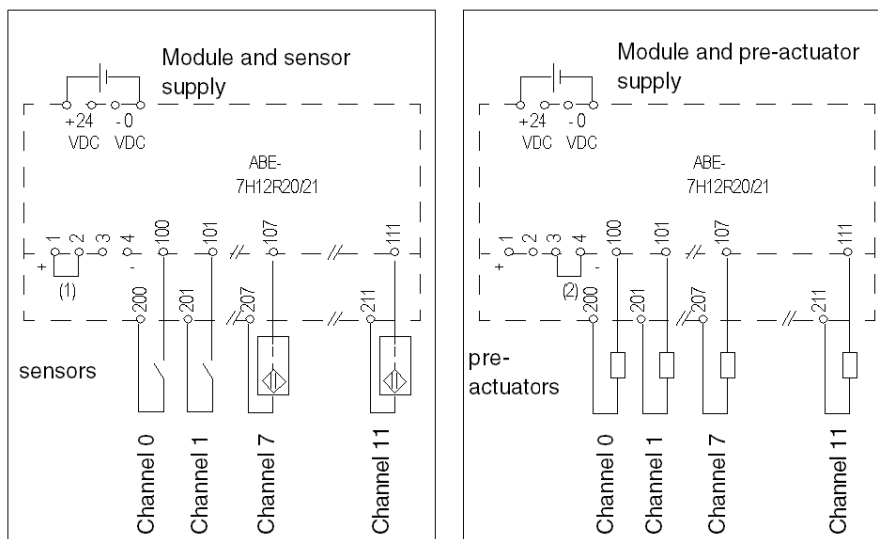 Module and sensor
supply
+24 -0
VDC VDC
ABE-
7H12R20/21
1 2 3 4 100 101 107 111
+ -
(1)
200 201 207 211
sensors
Channel 0
Channel 1
Channel 7
Channel 11
Module and pre-actuator
supply
+24 -0
VDC VDC
ABE-
7H12R20/21
1 2 3 4 100 101 107 111
+ -
(2)
200 201 207 211
pre-
actuators
Channel 0
Channel 1
Channel 7
Channel 11